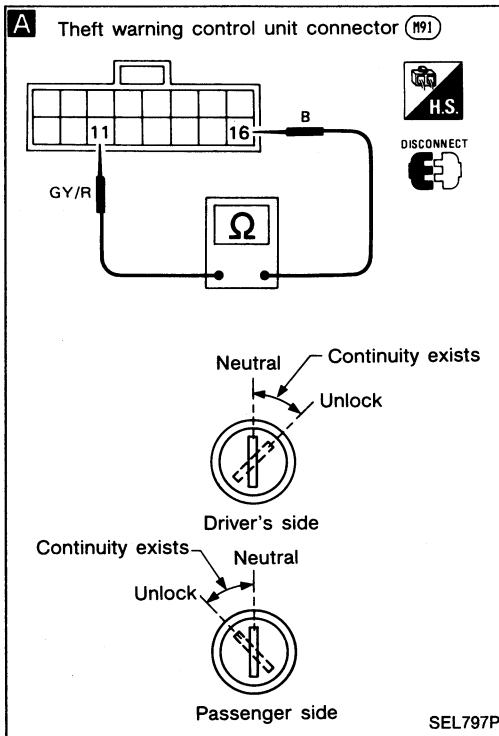 A Theft warning control unit connector M91
H.S.
DISCONNECT
11
16
B
GY/R
Ω
Neutral
Continuity exists
Unlock
Driver's side
Continuity exists
Neutral
Unlock
Passenger side
SEL797P